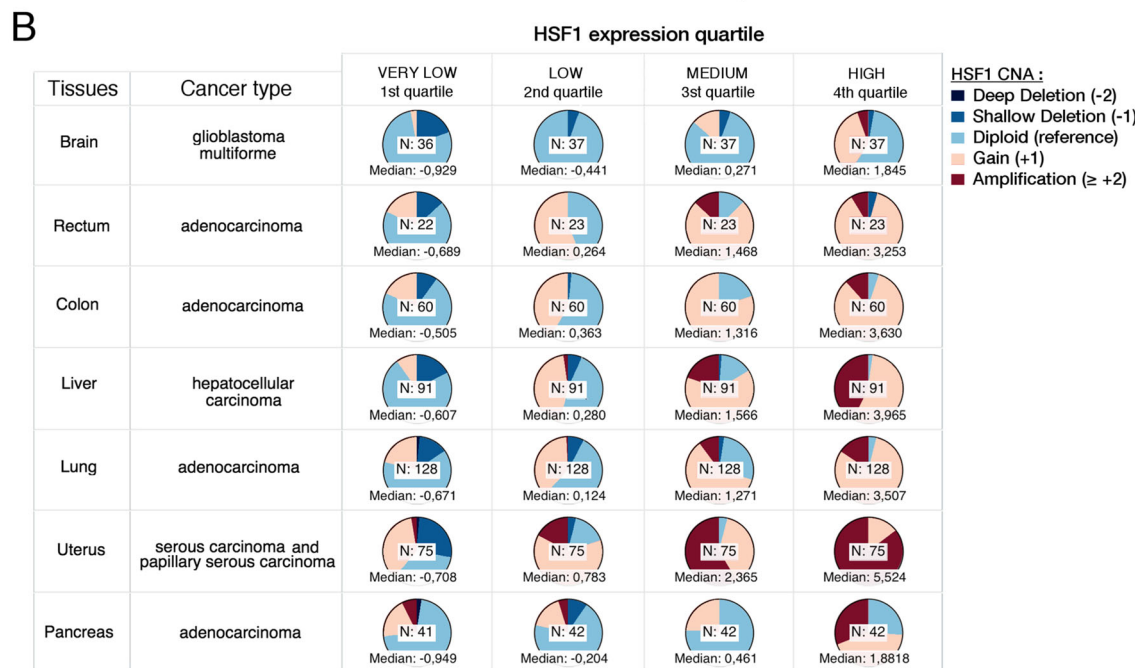 B
HSF1 expression quartile
Tissues
Cancer type
VERY LOW
1st quartile
LOW
2nd quartile
MEDIUM
3st quartile
HIGH
4th quartile
HSF1 CNA :
Deep Deletion (-2)
Shallow Deletion (-1)
Diploid (reference)
Gain (+1)
Amplification (≥ +2)
Brain
glioblastoma
multiforme
N: 36
Median: -0,929
N: 37
Median: -0,441
N: 37
Median: 0,271
N: 37
Median: 1,845
Rectum
adenocarcinoma
N: 22
Median: -0,689
N: 23
Median: 0,264
N: 23
Median: 1,468
N: 23
Median: 3,253
Colon
adenocarcinoma
N: 60
Median: -0,505
N: 60
Median: 0,363
N: 60
Median: 1,316
N: 60
Median: 3,630
Liver
hepatocellular
carcinoma
N: 91
Median: -0,607
N: 91
Median: 0,280
N: 91
Median: 1,566
N: 91
Median: 3,965
Lung
adenocarcinoma
N: 128
Median: -0,671
N: 128
Median: 0,124
N: 128
Median: 1,271
N: 128
Median: 3,507
Uterus
serous carcinoma and
papillary serous carcinoma
N: 75
Median: -0,708
N: 75
Median: 0,783
N: 75
Median: 2,365
N: 75
Median: 5,524
Pancreas
adenocarcinoma
N: 41
Median: -0,949
N: 42
Median: -0,204
N: 42
Median: 0,461
N: 42
Median: 1,8818